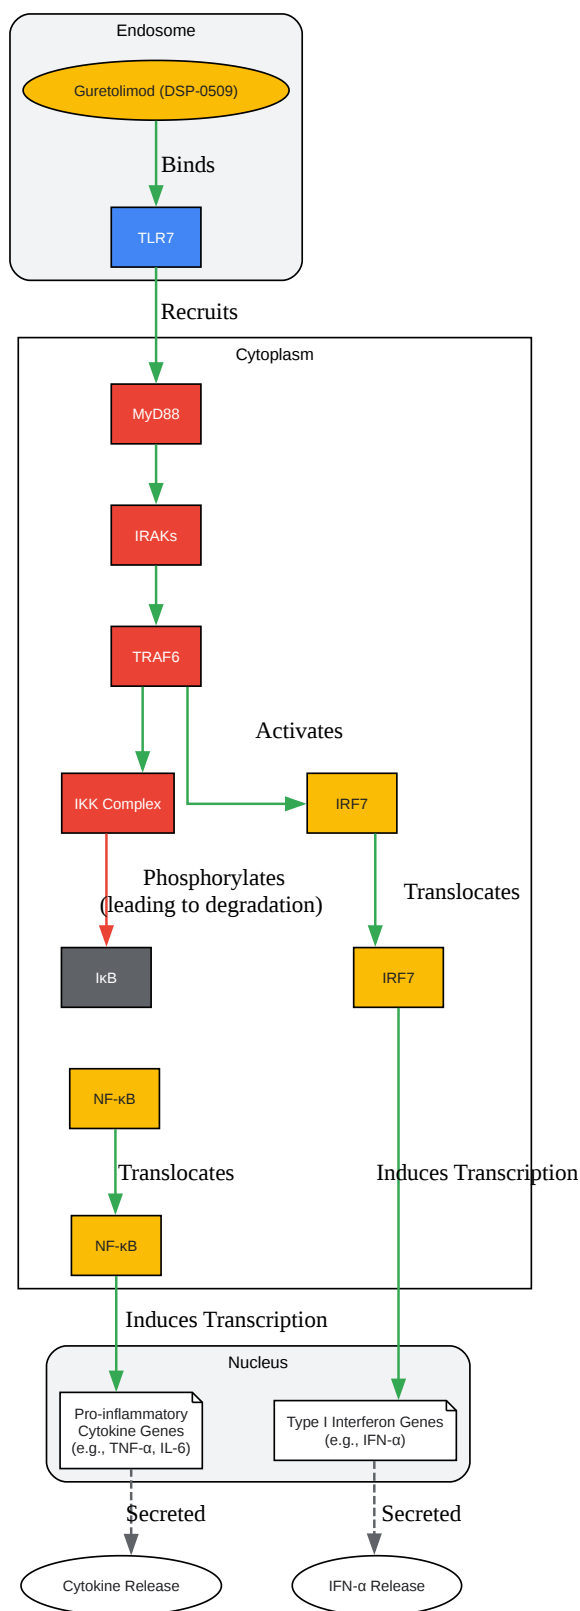 Endosome
Guretolimod (DSP-0509)
Binds
TLR7
Recruits
Cytoplasm
MyD88
IRAKs
TRAF6
Activates
IKK Complex
IRF7
Phosphorylates
(leading to degradation)
Translocates
IκB
IRF7
NF-κB
Translocates
Induces Transcription
NF-κB
Induces Transcription
Nucleus
Pro-inflammatory
Cytokine Genes
(e.g., TNF-α, IL-6)
Type I Interferon Genes
(e.g., IFN-α)
Secreted
Secreted
Cytokine Release
IFN-α Release